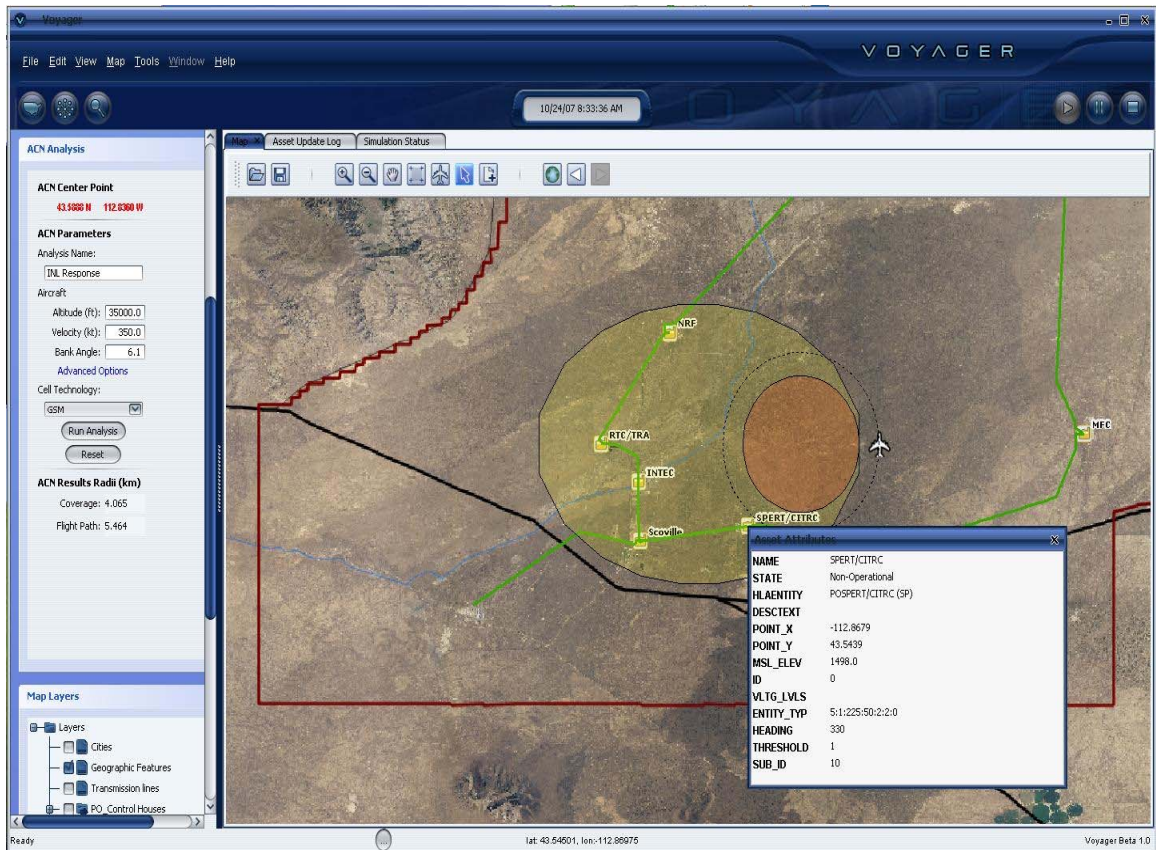 Voyager
VOYAGER
File Edit View Map Tools Window Help
10/24/07 8:33:36 AM
ACN Analysis
ACN Center Point
43.5888 N 112.8360 W
ACN Parameters
Analysis Name:
INL Response
Aircraft
Altitude (ft): 35000.0
Velocity (kt): 350.0
Bank Angle: 6.1
Advanced Options
Cell Technology:
GSM
Run Analysis
Reset
ACN Results Radii (km)
Coverage: 4.065
Flight Path: 5.464
Map Layers
Layers
Cities
Geographic Features
Transmission lines
PO_Control Houses
Map X Asset Update Log Simulation Status
NRF
RTC/TRA
MFC
INTEC
SPERT/CITRC
Scoville
Asset Attributes
NAME SPERT/CITRC
STATE Non-Operational
HLAENTITY POSPERT/CITRC (SP)
DESCTEXT
POINT_X -112.8679
POINT_Y 43.5439
MSL_ELEV 1498.0
ID 0
VLTG_LVLS
ENTITY_TYP 5:1:225:50:2:2:0
HEADING 330
THRESHOLD 1
SUB_ID 10
Ready
lat: 43.54501, lon:-112.86975
Voyager Beta 1.0